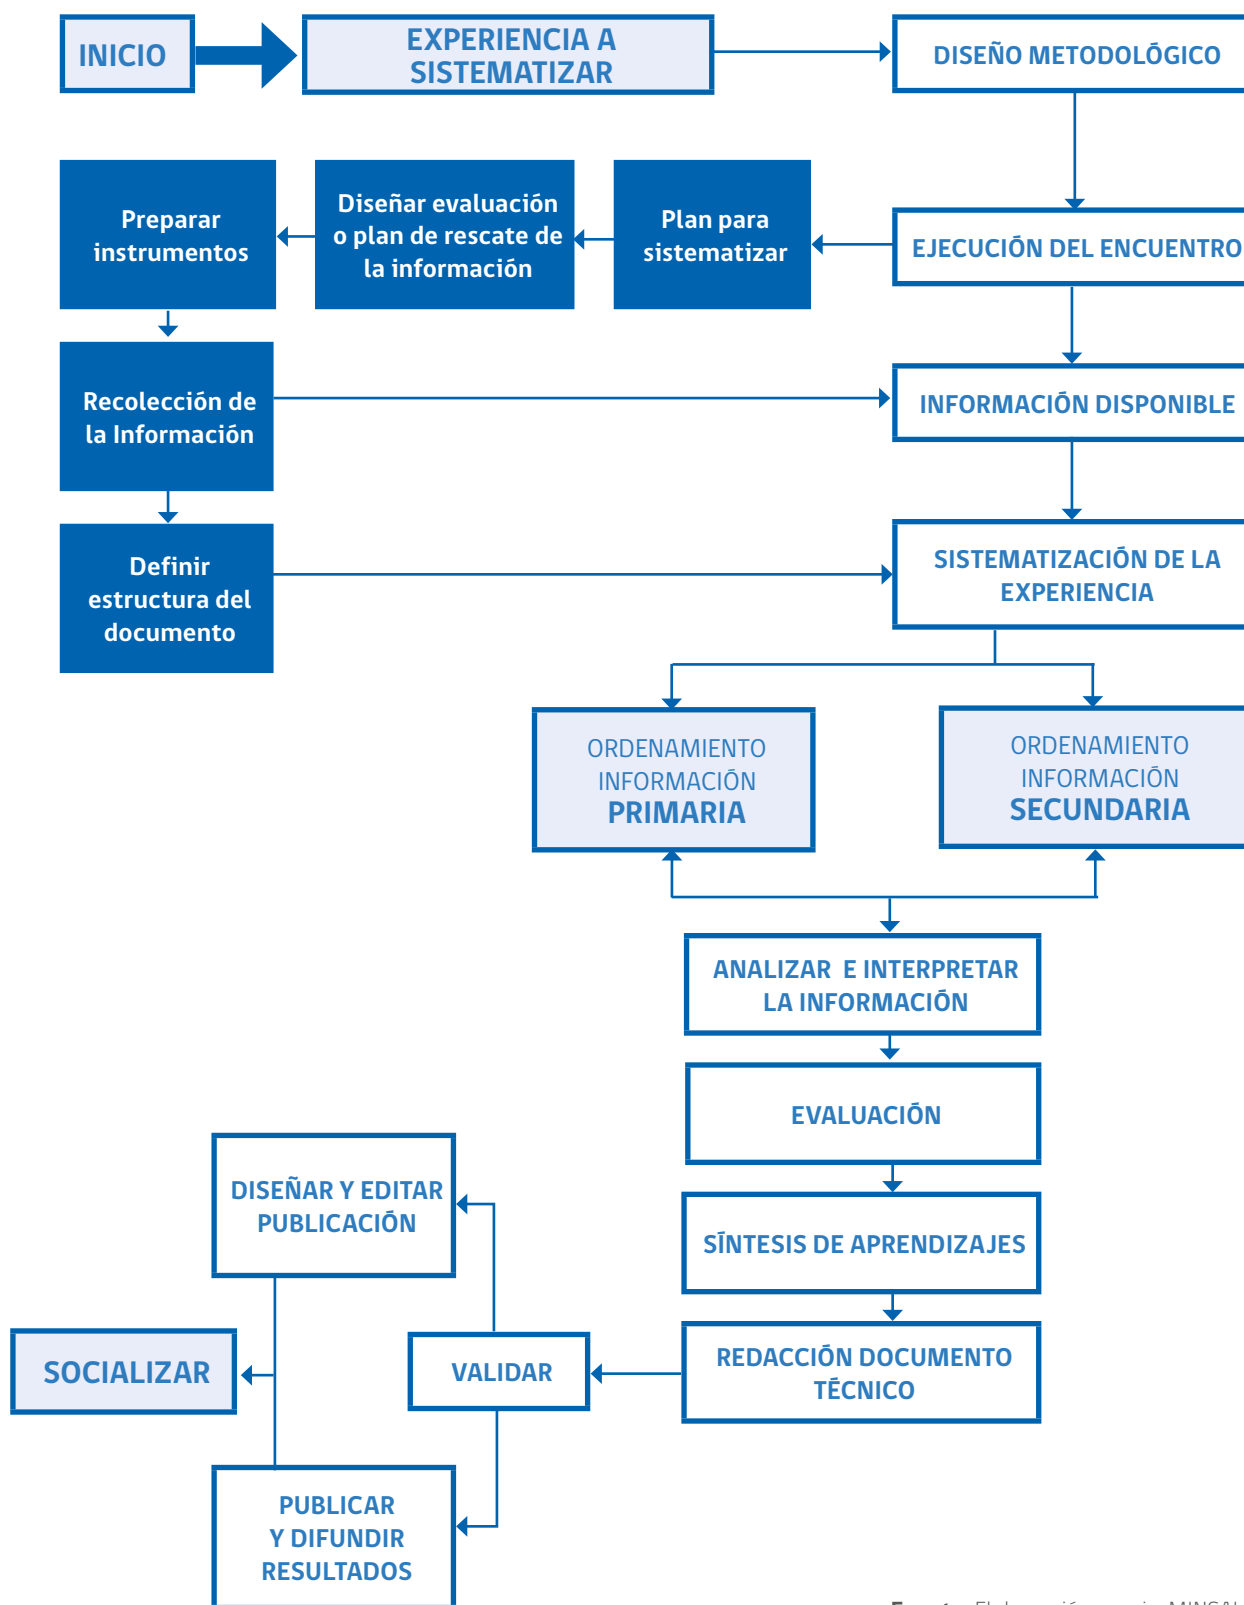 INICIO
EXPERIENCIA A
SISTEMATIZAR
DISEÑO METODOLÓGICO
Preparar
instrumentos
Diseñar evaluación
o plan de rescate de
la información
Plan para
sistematizar
EJECUCIÓN DEL ENCUENTRO
Recolección de
la Información
INFORMACIÓN DISPONIBLE
Definir
estructura del
documento
SISTEMATIZACIÓN DE LA
EXPERIENCIA
ORDENAMIENTO
INFORMACIÓN
PRIMARIA
ORDENAMIENTO
INFORMACIÓN
SECUNDARIA
ANALIZAR E INTERPRETAR
LA INFORMACIÓN
EVALUACIÓN
DISEÑAR Y EDITAR
PUBLICACIÓN
SÍNTESIS DE APRENDIZAJES
SOCIALIZAR
VALIDAR
REDACCIÓN DOCUMENTO
TÉCNICO
PUBLICAR
Y DIFUNDIR
RESULTADOS